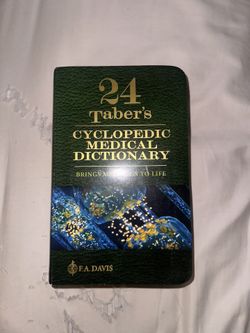 24
Taber's
CYCLOPEDIC
MEDICAL
DICTIONARY
TO LIFE
F.A. DAVIS